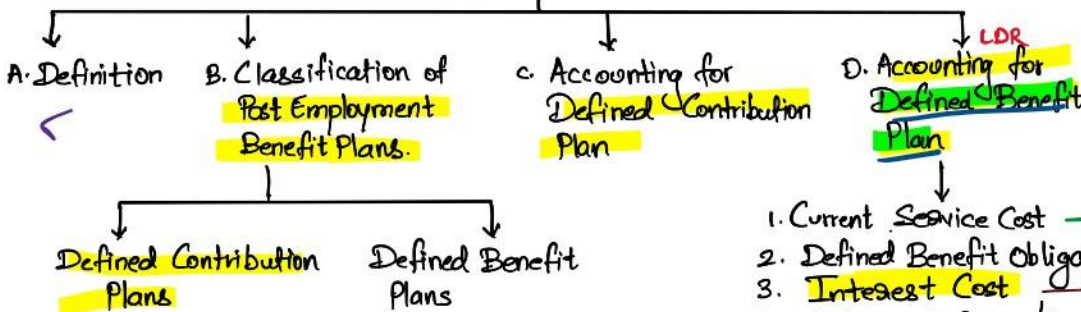 A. Definition
B. Classification of
Post Employment
Benefit Plans.
Defined Contribution
Plans
Defined Benefit
Plans
C. Accounting for
Defined Contribution
Plan
LDR
D. Accounting for
Defined Benefit
Plan
1. Current Service Cost
2. Defined Benefit Obliga
3. Interest Cost